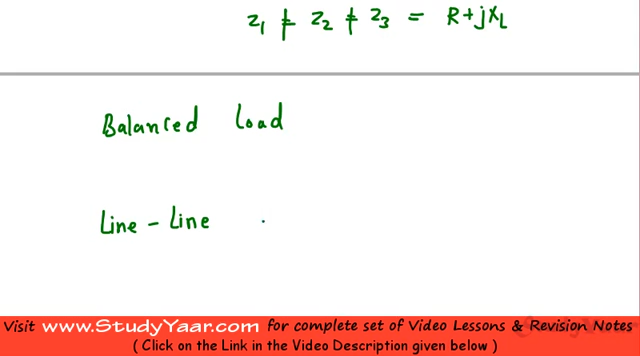 z1 ≠ z2 ≠ z3 = R+jXL
Balanced Load
Line - Line
Visit www.StudyYaar.com for complete set of Video Lessons & Revision Notes
( Click on the Link in the Video Description given below )